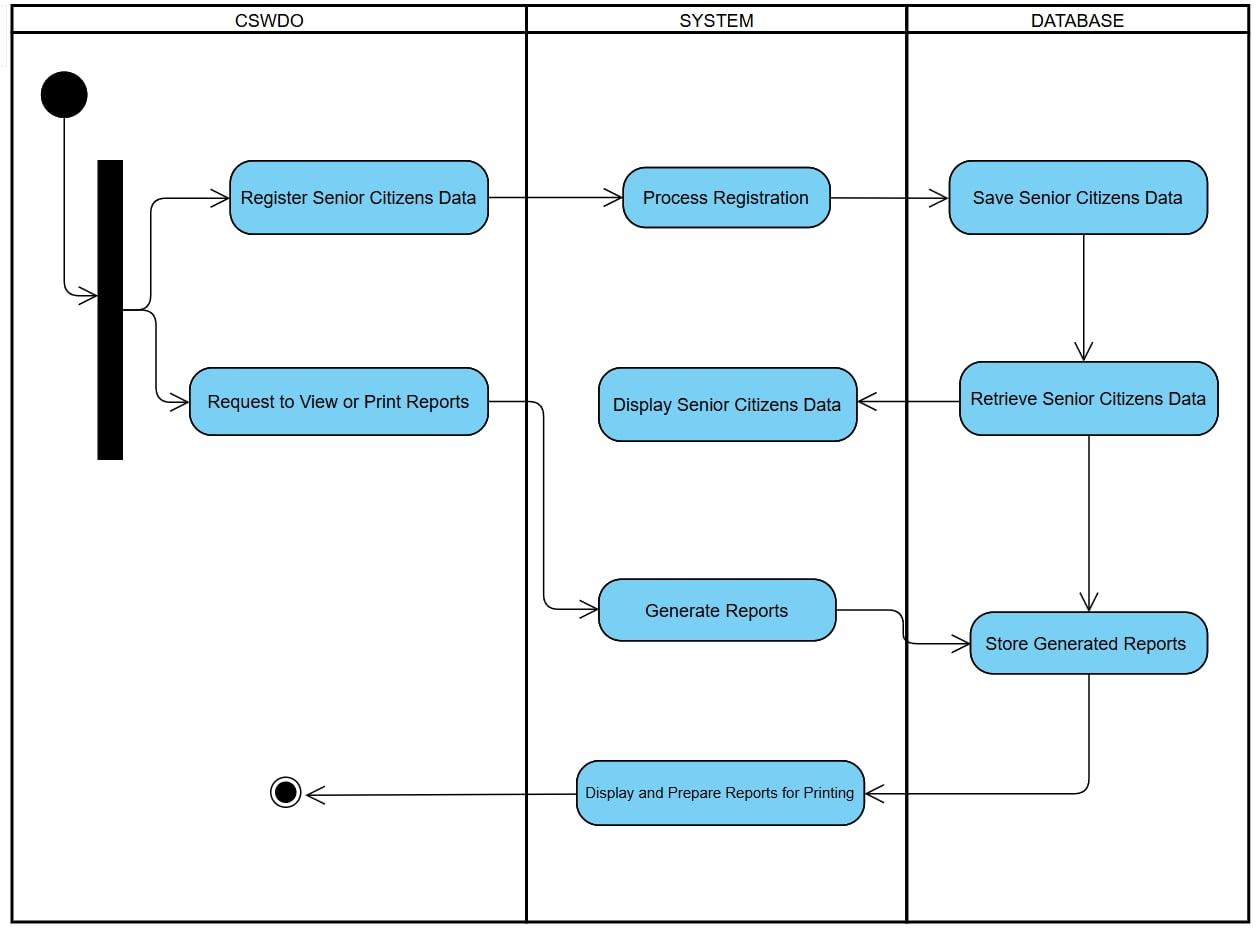 CSWDO
SYSTEM
DATABASE
Register Senior Citizens Data
Process Registration
Save Senior Citizens Data
Request to View or Print Reports
Display Senior Citizens Data
Retrieve Senior Citizens Data
Generate Reports
Store Generated Reports
Display and Prepare Reports for Printing